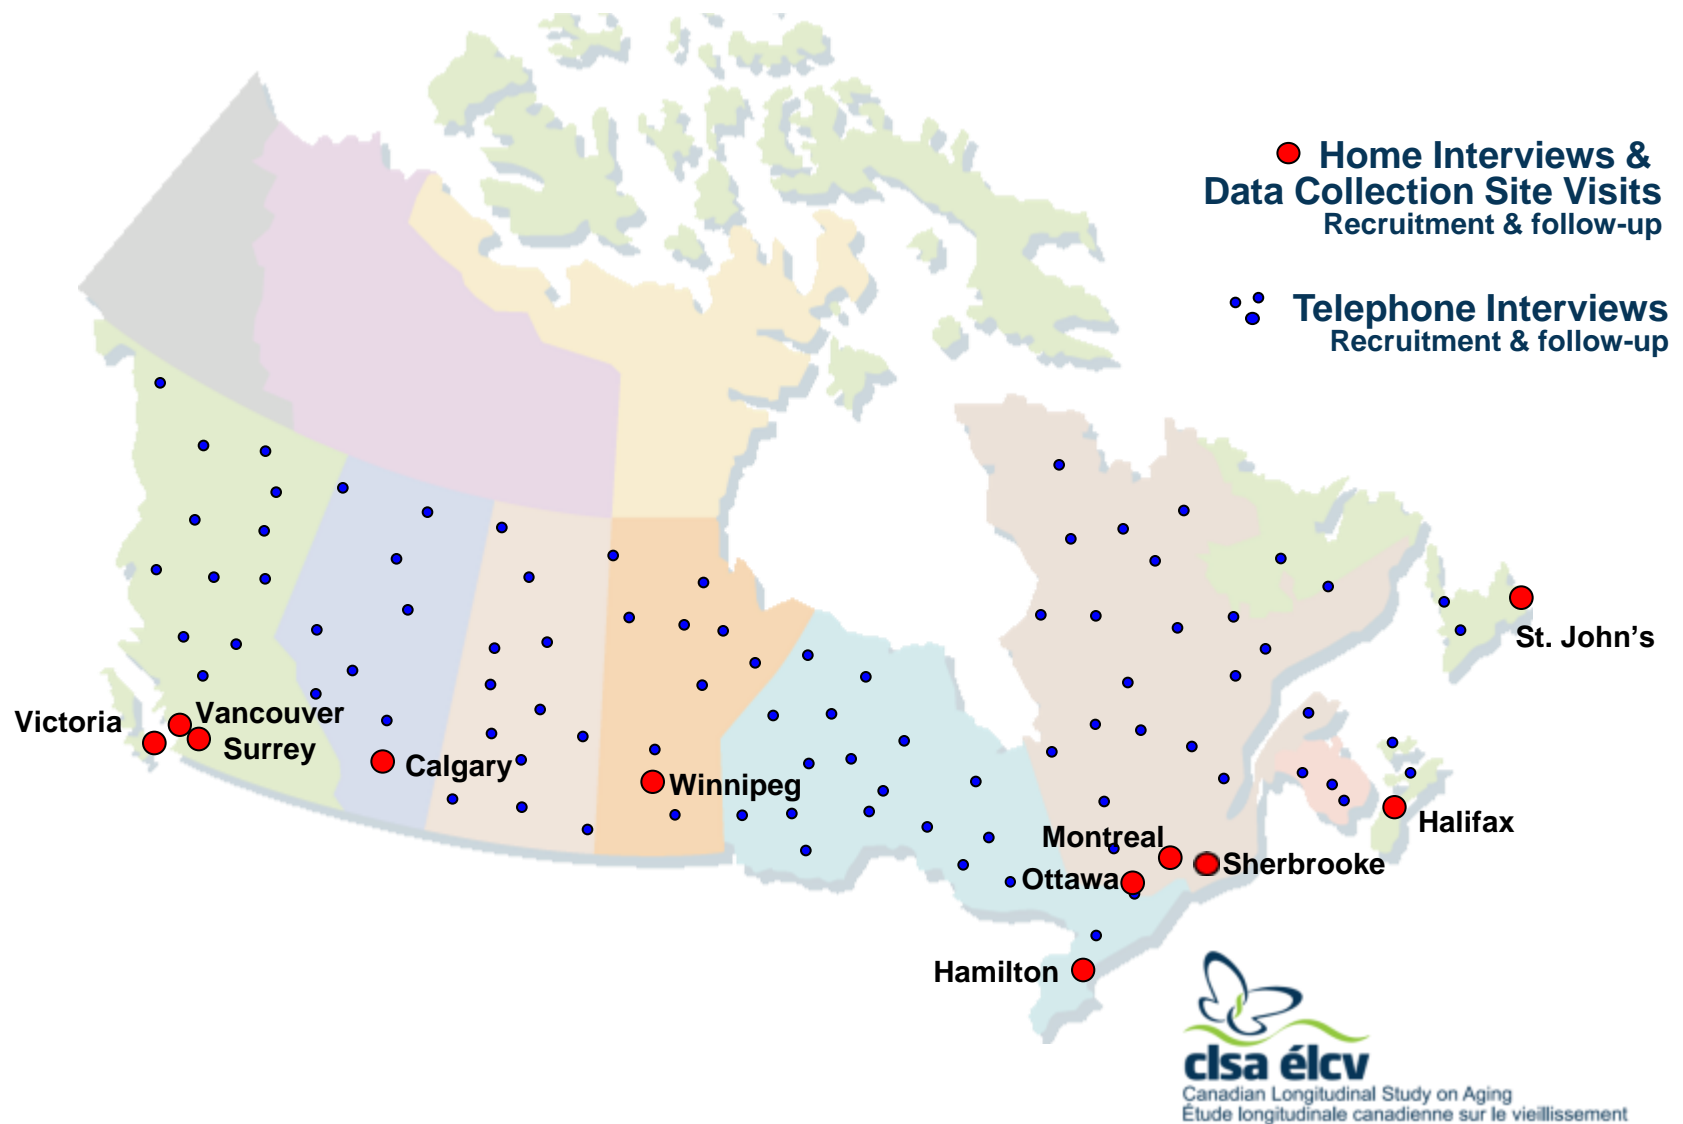 Home Interviews &
Data Collection Site Visits
Recruitment & follow-up
Telephone Interviews
Recruitment & follow-up
St. John’s
Victoria
Vancouver
Surrey
Calgary
Winnipeg
Halifax
Montreal
Sherbrooke
Ottawa
Hamilton
clsa élcv
Canadian Longitudinal Study on Aging
Étude longitudinale canadienne sur le vieillissement